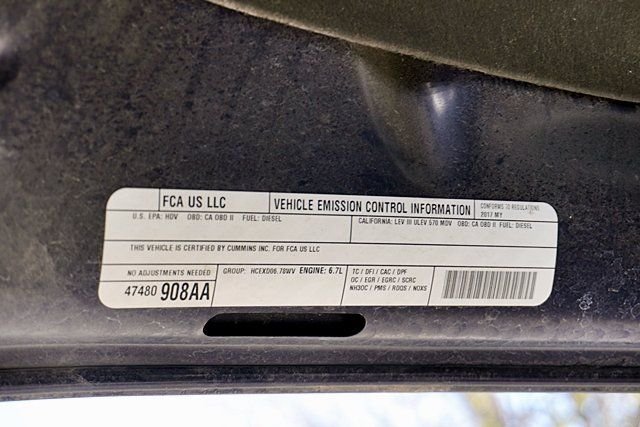 FCA US LLC
VEHICLE EMISSION CONTROL INFORMATION
CONFORMS TO REGULATIONS
2017 MY
U.S. EPA: HDV OBD: CA OBD II FUEL: DIESEL
CALIFORNIA: LEV III ULEV 570 MDV OBD: CA OBD II FUEL: DIESEL
THIS VEHICLE IS CERTIFIED BY CUMMINS INC. FOR FCA US LLC
NO ADJUSTMENTS NEEDED
47480 908AA
GROUP: HCEXD06.78WV ENGINE: 6.7L
TC / DFI / CAC / DPF
OC / EGR / EGRC / SCRC
NH3OC / PMS / RDQS / NOXS